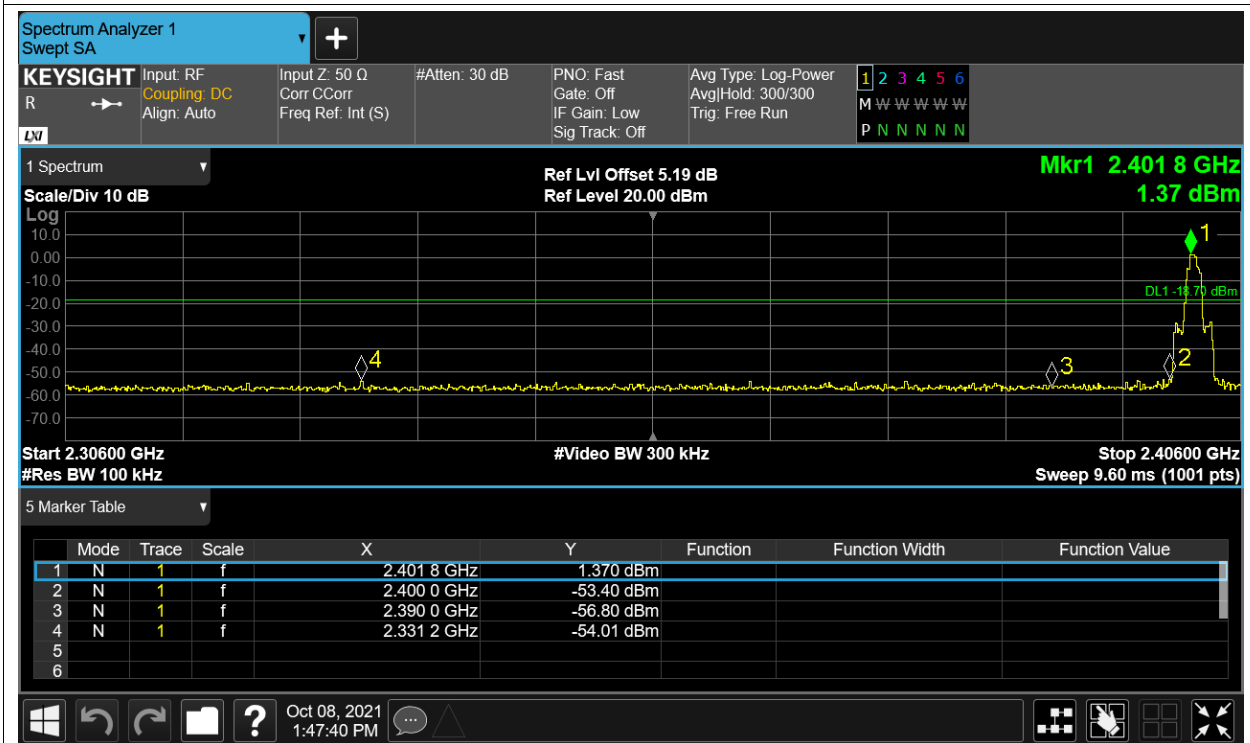 Spectrum Analyzer 1
Swept SA
+
KEYSIGHT Input: RF Input Z: 50 Ω #Atten: 30 dB PNO: Fast Avg Type: Log-Power 1 2 3 4 5 6
R Coupling: DC Corr CCorr Gate: Off Avg|Hold: 300/300 M W W W W W
Align: Auto Freq Ref: Int (S) IF Gain: Low Trig: Free Run
LXI Sig Track: Off P N N N N N
1 Spectrum Ref Lvl Offset 5.19 dB Mkr1 2.401 8 GHz
Scale/Div 10 dB Ref Level 20.00 dBm 1.37 dBm
Log
10.0 1
0.00
-10.0
DL1 -18.70 dBm
-20.0
-30.0
-40.0
4 3 2
-50.0
-60.0
-70.0
Start 2.30600 GHz #Video BW 300 kHz Stop 2.40600 GHz
#Res BW 100 kHz Sweep 9.60 ms (1001 pts)
5 Marker Table
Mode Trace Scale X Y Function Function Width Function Value
1 N 1 f 2.401 8 GHz 1.370 dBm
2 N 1 f 2.400 0 GHz -53.40 dBm
3 N 1 f 2.390 0 GHz -56.80 dBm
4 N 1 f 2.331 2 GHz -54.01 dBm
5
6
? Oct 08, 2021
1:47:40 PM